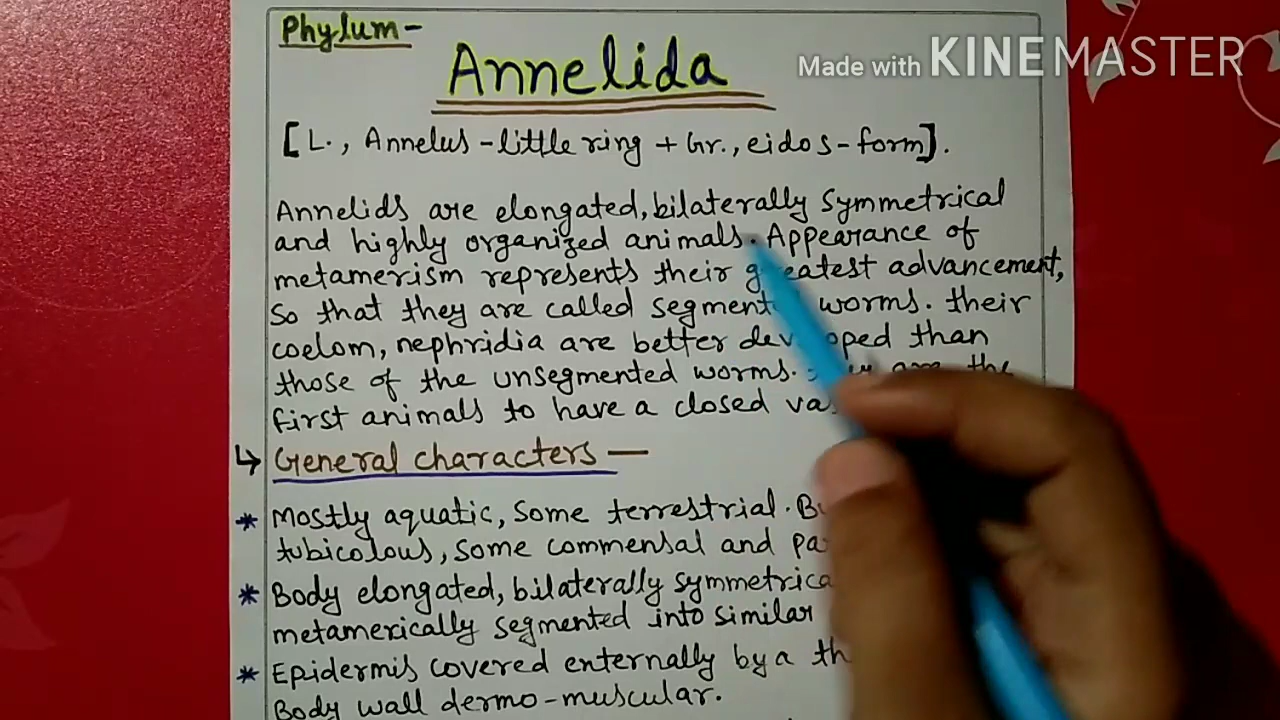 Phylum-
Made with KINEMASTER
Annelida
[L., Annelus-little ring + Gr., eidos-form].
Annelids are elongated, bilaterally symmetrical
and highly organized animals. Appearance of
metamerism represents their greatest advancement,
so that they are called segmented worms. their
coelom, nephridia are better developed than
those of the unsegmented worms. are the
first animals to have a closed
↳ General characters —
* Mostly aquatic, some terrestrial.
tubicolous, some commensal and
* Body elongated, bilaterally
metamerically segmented into similar
* Epidermis covered enternally by a
Body wall dermo-muscular.